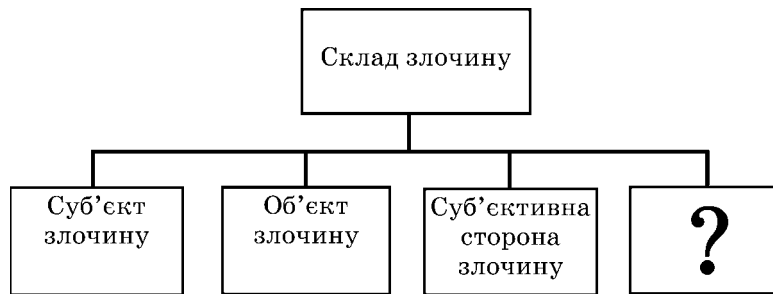 Склад злочину
Суб’єкт
злочину
Об’єкт
злочину
Суб’єктивна
сторона
злочину
?